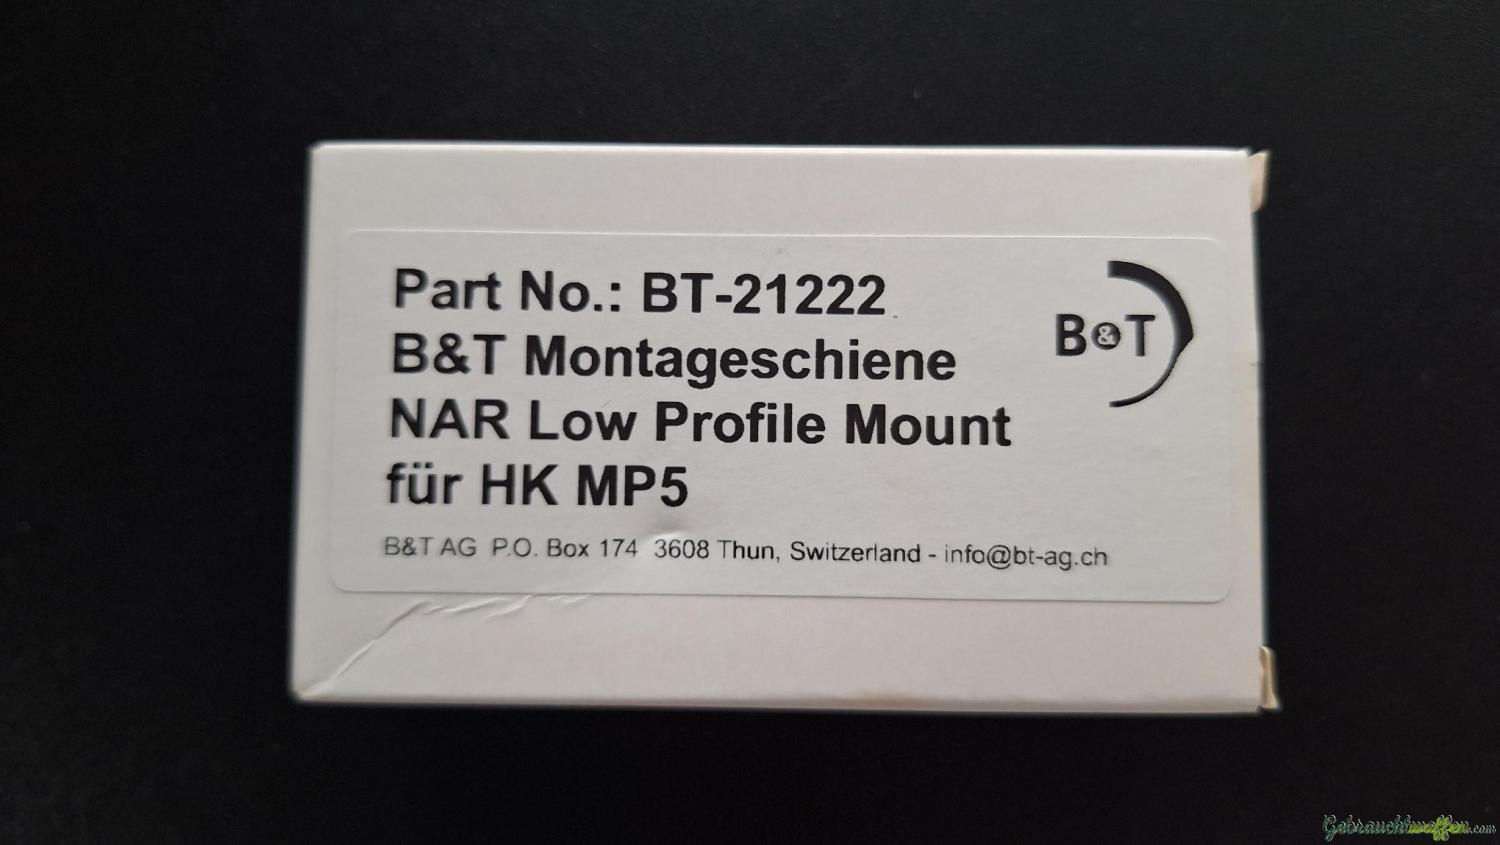 Part No.: BT-21222
B&T Montageschiene
NAR Low Profile Mount
für HK MP5
B&T AG P.O. Box 174 3608 Thun, Switzerland - info@bt-ag.ch
B&T
Gebrauchtwaffen.com